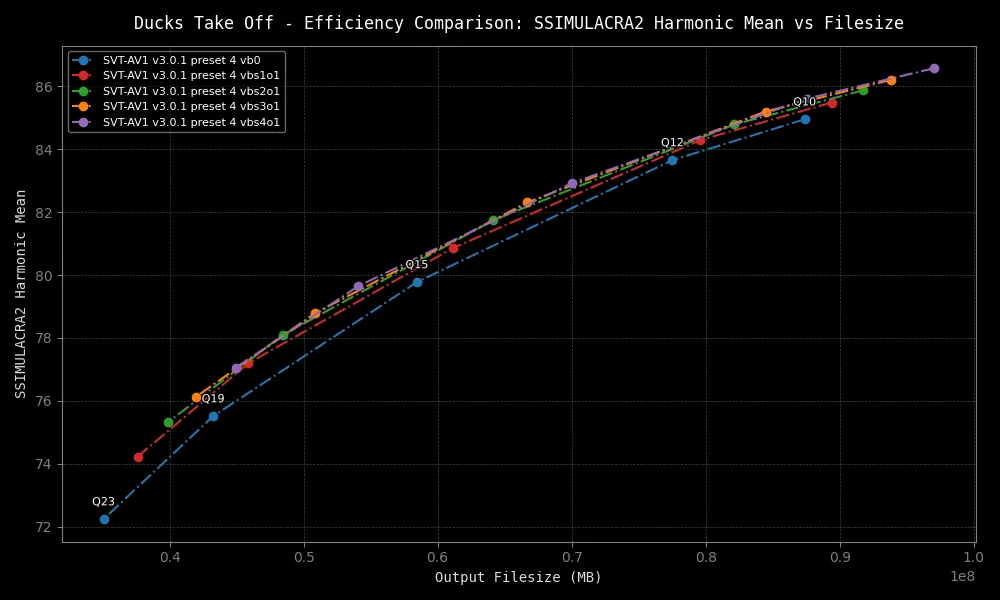 Ducks Take Off - Efficiency Comparison: SSIMULACRA2 Harmonic Mean vs Filesize
SVT-AV1 v3.0.1 preset 4 vb0
SVT-AV1 v3.0.1 preset 4 vbs1o1
SVT-AV1 v3.0.1 preset 4 vbs2o1
SVT-AV1 v3.0.1 preset 4 vbs3o1
SVT-AV1 v3.0.1 preset 4 vbs4o1
SSIMULACRA2 Harmonic Mean
86
84
82
80
78
76
74
72
Q10
Q12
Q15
Q19
Q23
0.4
0.5
0.6
0.7
0.8
0.9
1.0
1e8
Output Filesize (MB)